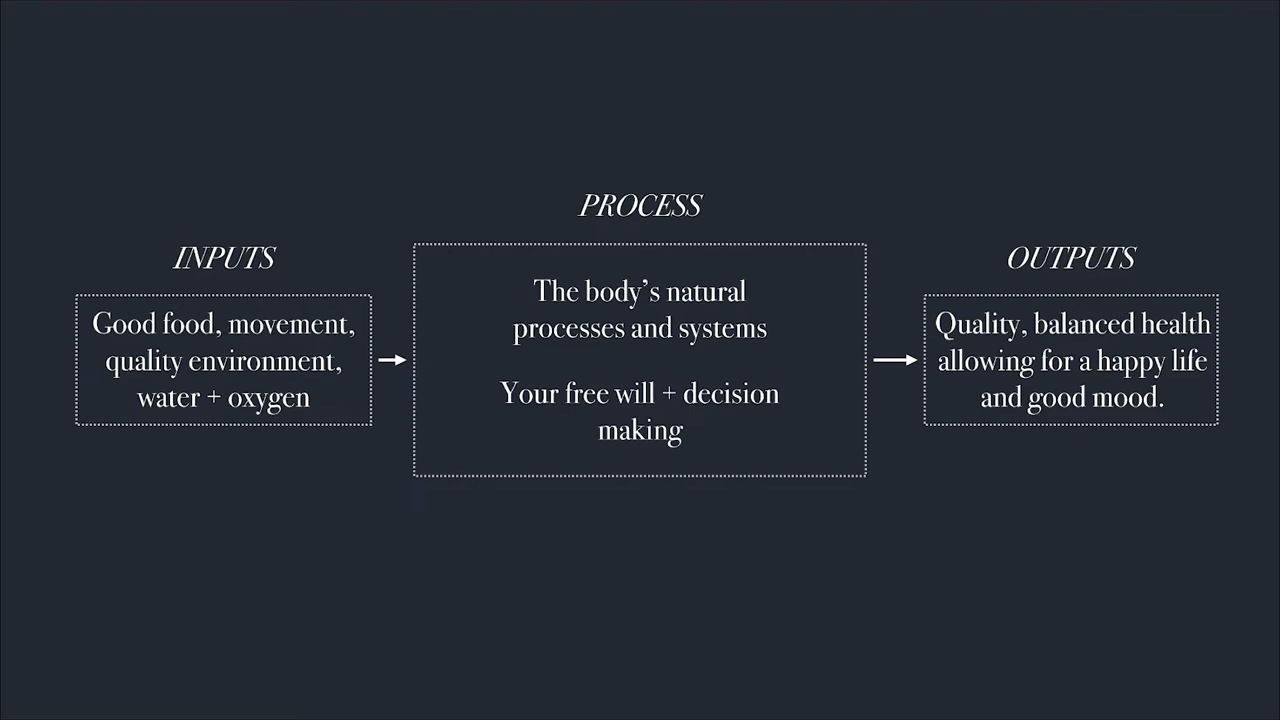 PROCESS
INPUTS
OUTPUTS
Good food, movement,
quality environment,
water + oxygen
The body’s natural
processes and systems
Your free will + decision
making
Quality, balanced health
allowing for a happy life
and good mood.